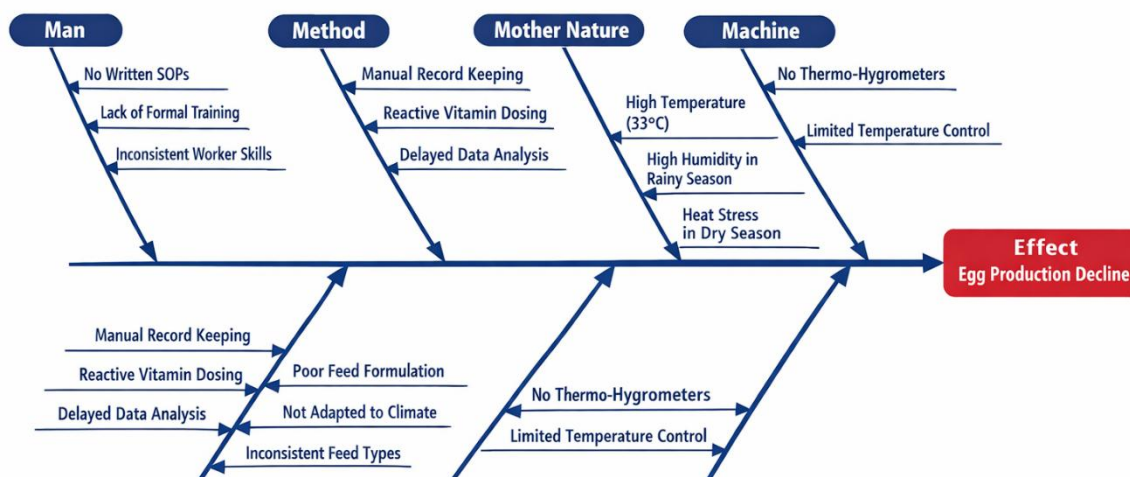 Man
Method
Mother Nature
Machine
No Written SOPs
Lack of Formal Training
Inconsistent Worker Skills
Manual Record Keeping
Reactive Vitamin Dosing
Delayed Data Analysis
High Temperature
(33°C)
High Humidity in
Rainy Season
Heat Stress
in Dry Season
No Thermo-Hygrometers
Limited Temperature Control
Effect
Egg Production Decline
Manual Record Keeping
Reactive Vitamin Dosing
Delayed Data Analysis
Poor Feed Formulation
Not Adapted to Climate
Inconsistent Feed Types
No Thermo-Hygrometers
Limited Temperature Control